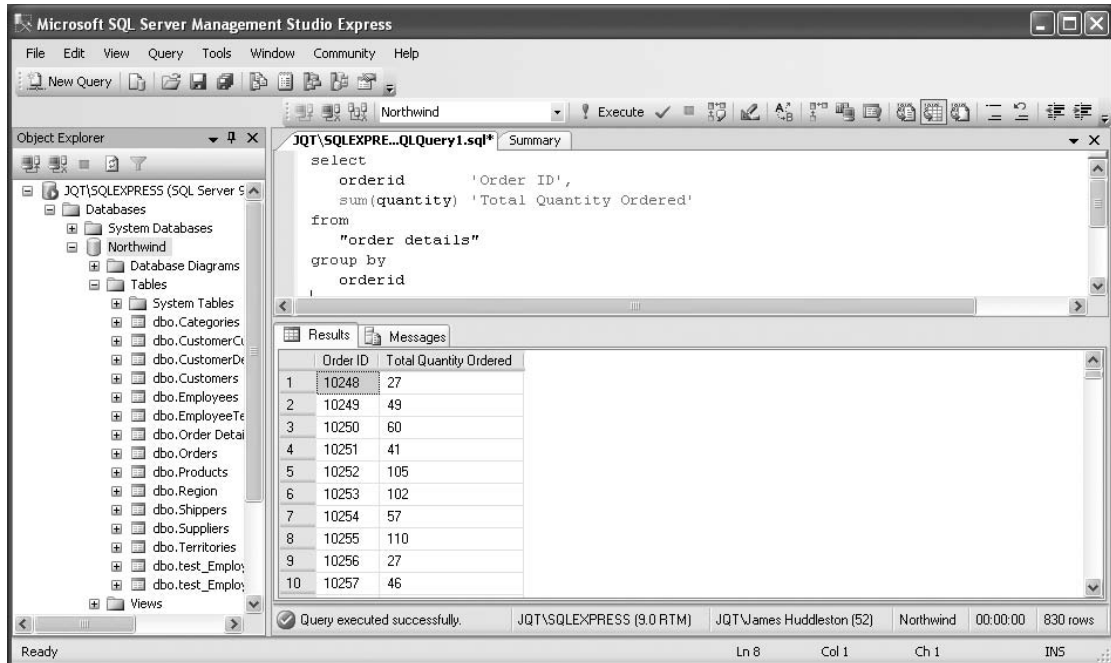 Microsoft SQL Server Management Studio Express
File Edit View Query Tools Window Community Help
New Query
Northwind Execute
Object Explorer
JQT\SQLEXPRESS (SQL Server 9
Databases
System Databases
Northwind
Database Diagrams
Tables
System Tables
dbo.Categories
dbo.CustomerCu
dbo.CustomerDe
dbo.Customers
dbo.Employees
dbo.EmployeeTe
dbo.Order Detai
dbo.Orders
dbo.Products
dbo.Region
dbo.Shippers
dbo.Suppliers
dbo.Territories
dbo.test_Employ
dbo.test_Employ
Views
JQT\SQLEXPRE...QLQuery1.sql* Summary
select
orderid 'Order ID',
sum(quantity) 'Total Quantity Ordered'
from
"order details"
group by
orderid
Results Messages
Order ID Total Quantity Ordered
1 10248 27
2 10249 49
3 10250 60
4 10251 41
5 10252 105
6 10253 102
7 10254 57
8 10255 110
9 10256 27
10 10257 46
Query executed successfully. JQT\SQLEXPRESS (9.0 RTM) JQT\James Huddleston (52) Northwind 00:00:00 830 rows
Ready Ln 8 Col 1 Ch 1 INS